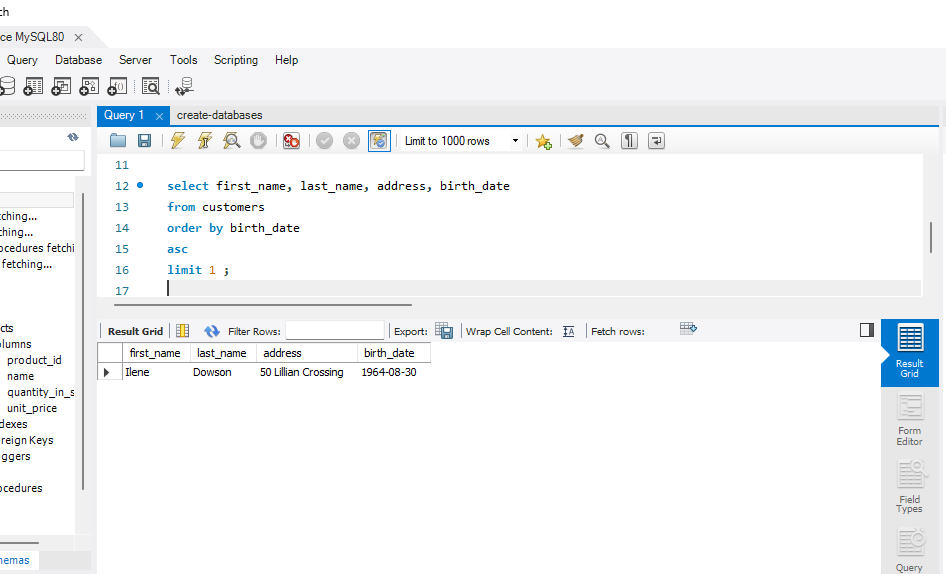 ch
ce MySQL80
Query Database Server Tools Scripting Help
Query 1 create-databases
Limit to 1000 rows
11
12 select first_name, last_name, address, birth_date
13 from customers
14 order by birth_date
15 asc
16 limit 1 ;
17
tching...
ching...
ocedures fetchi
fetching...
cts
olumns
product_id
name
quantity_in_s
unit_price
dexes
reign Keys
ggers
ocedures
hemas
Result Grid Filter Rows: Export: Wrap Cell Content: Fetch rows:
first_name last_name address birth_date
Ilene Dowson 50 Lillian Crossing 1964-08-30
Result
Grid
Form
Editor
Field
Types
Query